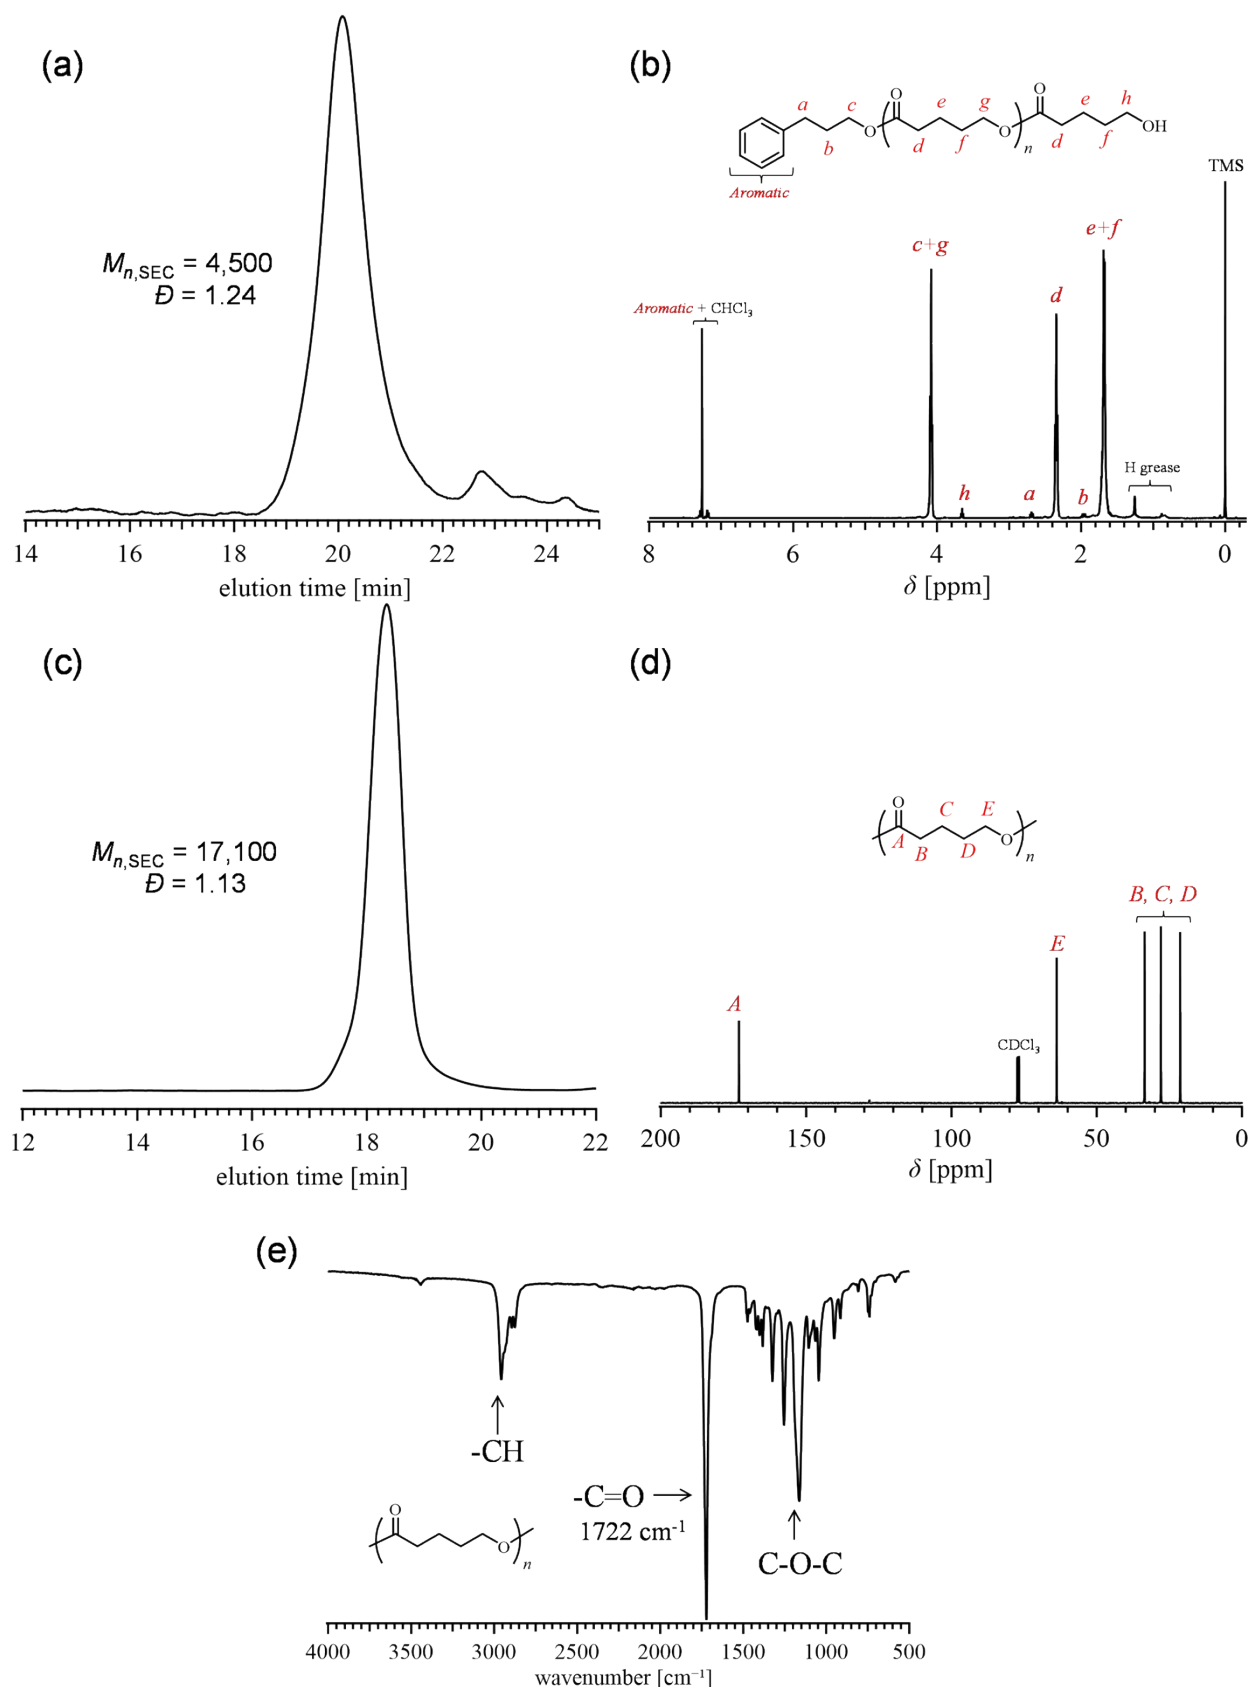 (a)
M_n,SEC = 4,500
Đ = 1.24
14 16 18 20 22 24
elution time [min]
(b)
O e g O e h
a c
O O OH
b d f n d f
Aromatic
TMS
e+f
c+g
d
Aromatic + CHCl₃
H grease
h a b
8 6 4 2 0
δ [ppm]
(c)
M_n,SEC = 17,100
Đ = 1.13
12 14 16 18 20 22
elution time [min]
(d)
O C E
A B D O n
B, C, D
E
A
CDCl₃
200 150 100 50 0
δ [ppm]
(e)
-CH
-C=O
1722 cm⁻¹
C-O-C
O
O n
4000 3500 3000 2500 2000 1500 1000 500
wavenumber [cm⁻¹]